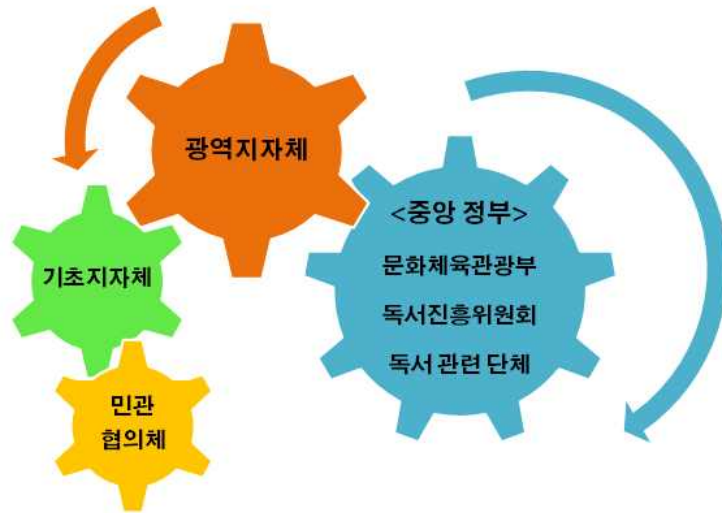 광역지자체
<중앙 정부>
문화체육관광부
독서진흥위원회
독서 관련 단체
기초지자체
민관
협의체